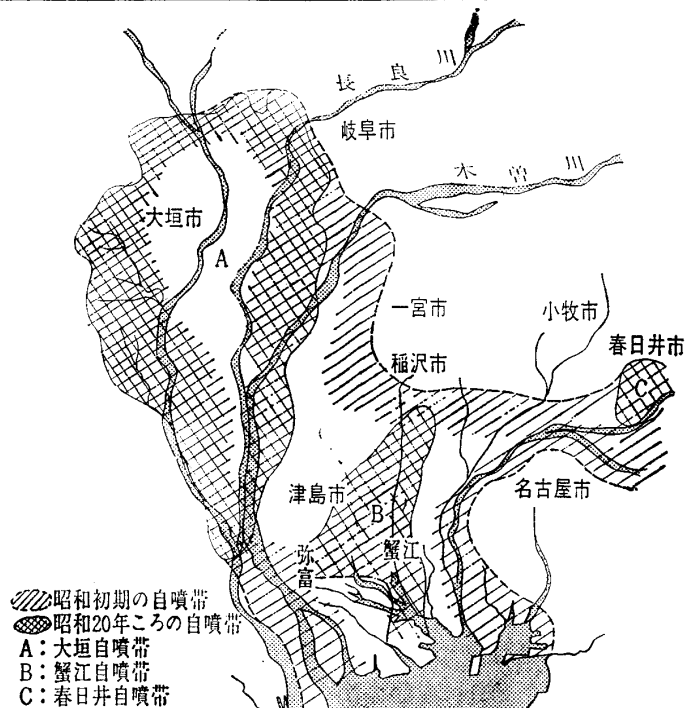 長良川
岐阜市
木曽川
大垣市
A
一宮市
小牧市
春日井市
稲沢市
C
津島市
名古屋市
B
弥富
蟹江
昭和初期の自噴帯
昭和20年ころの自噴帯
A：大垣自噴帯
B：蟹江自噴帯
C：春日井自噴帯